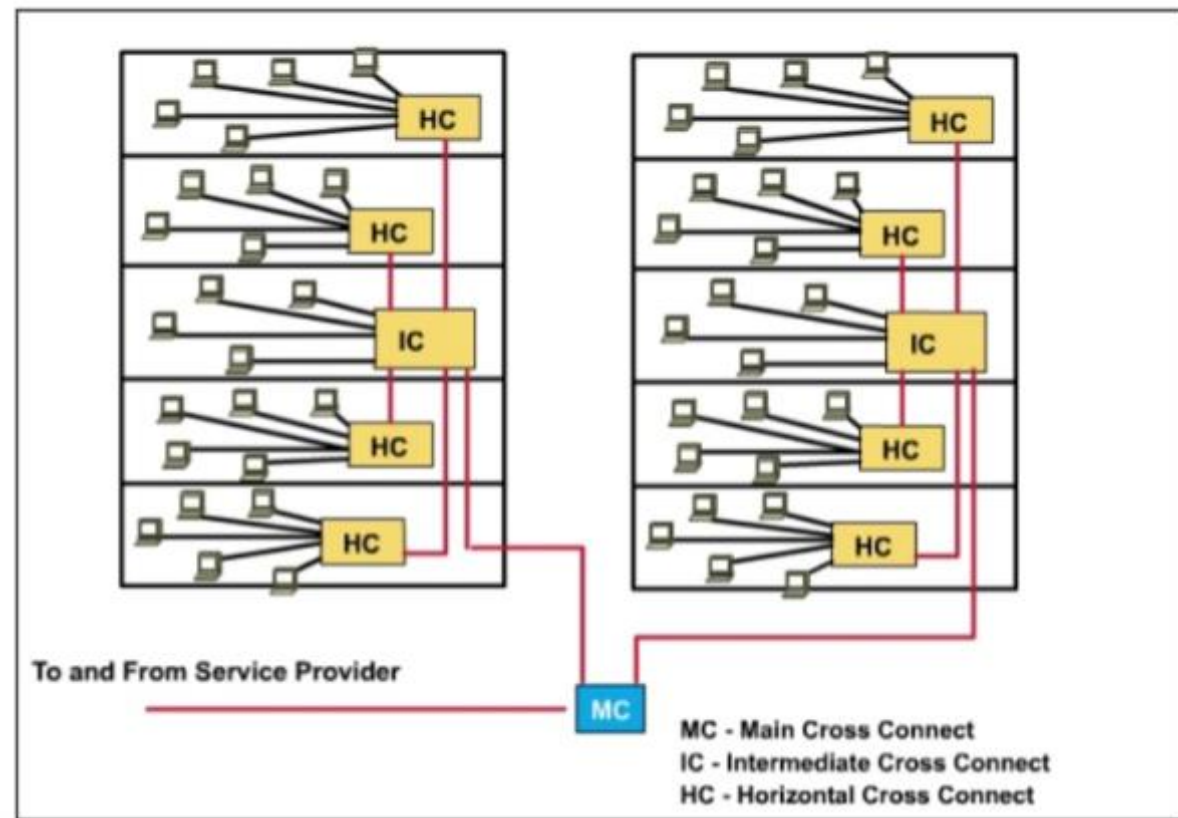 HC
HC
HC
HC
IC
IC
HC
HC
HC
HC
To and From Service Provider
MC
MC - Main Cross Connect
IC - Intermediate Cross Connect
HC - Horizontal Cross Connect